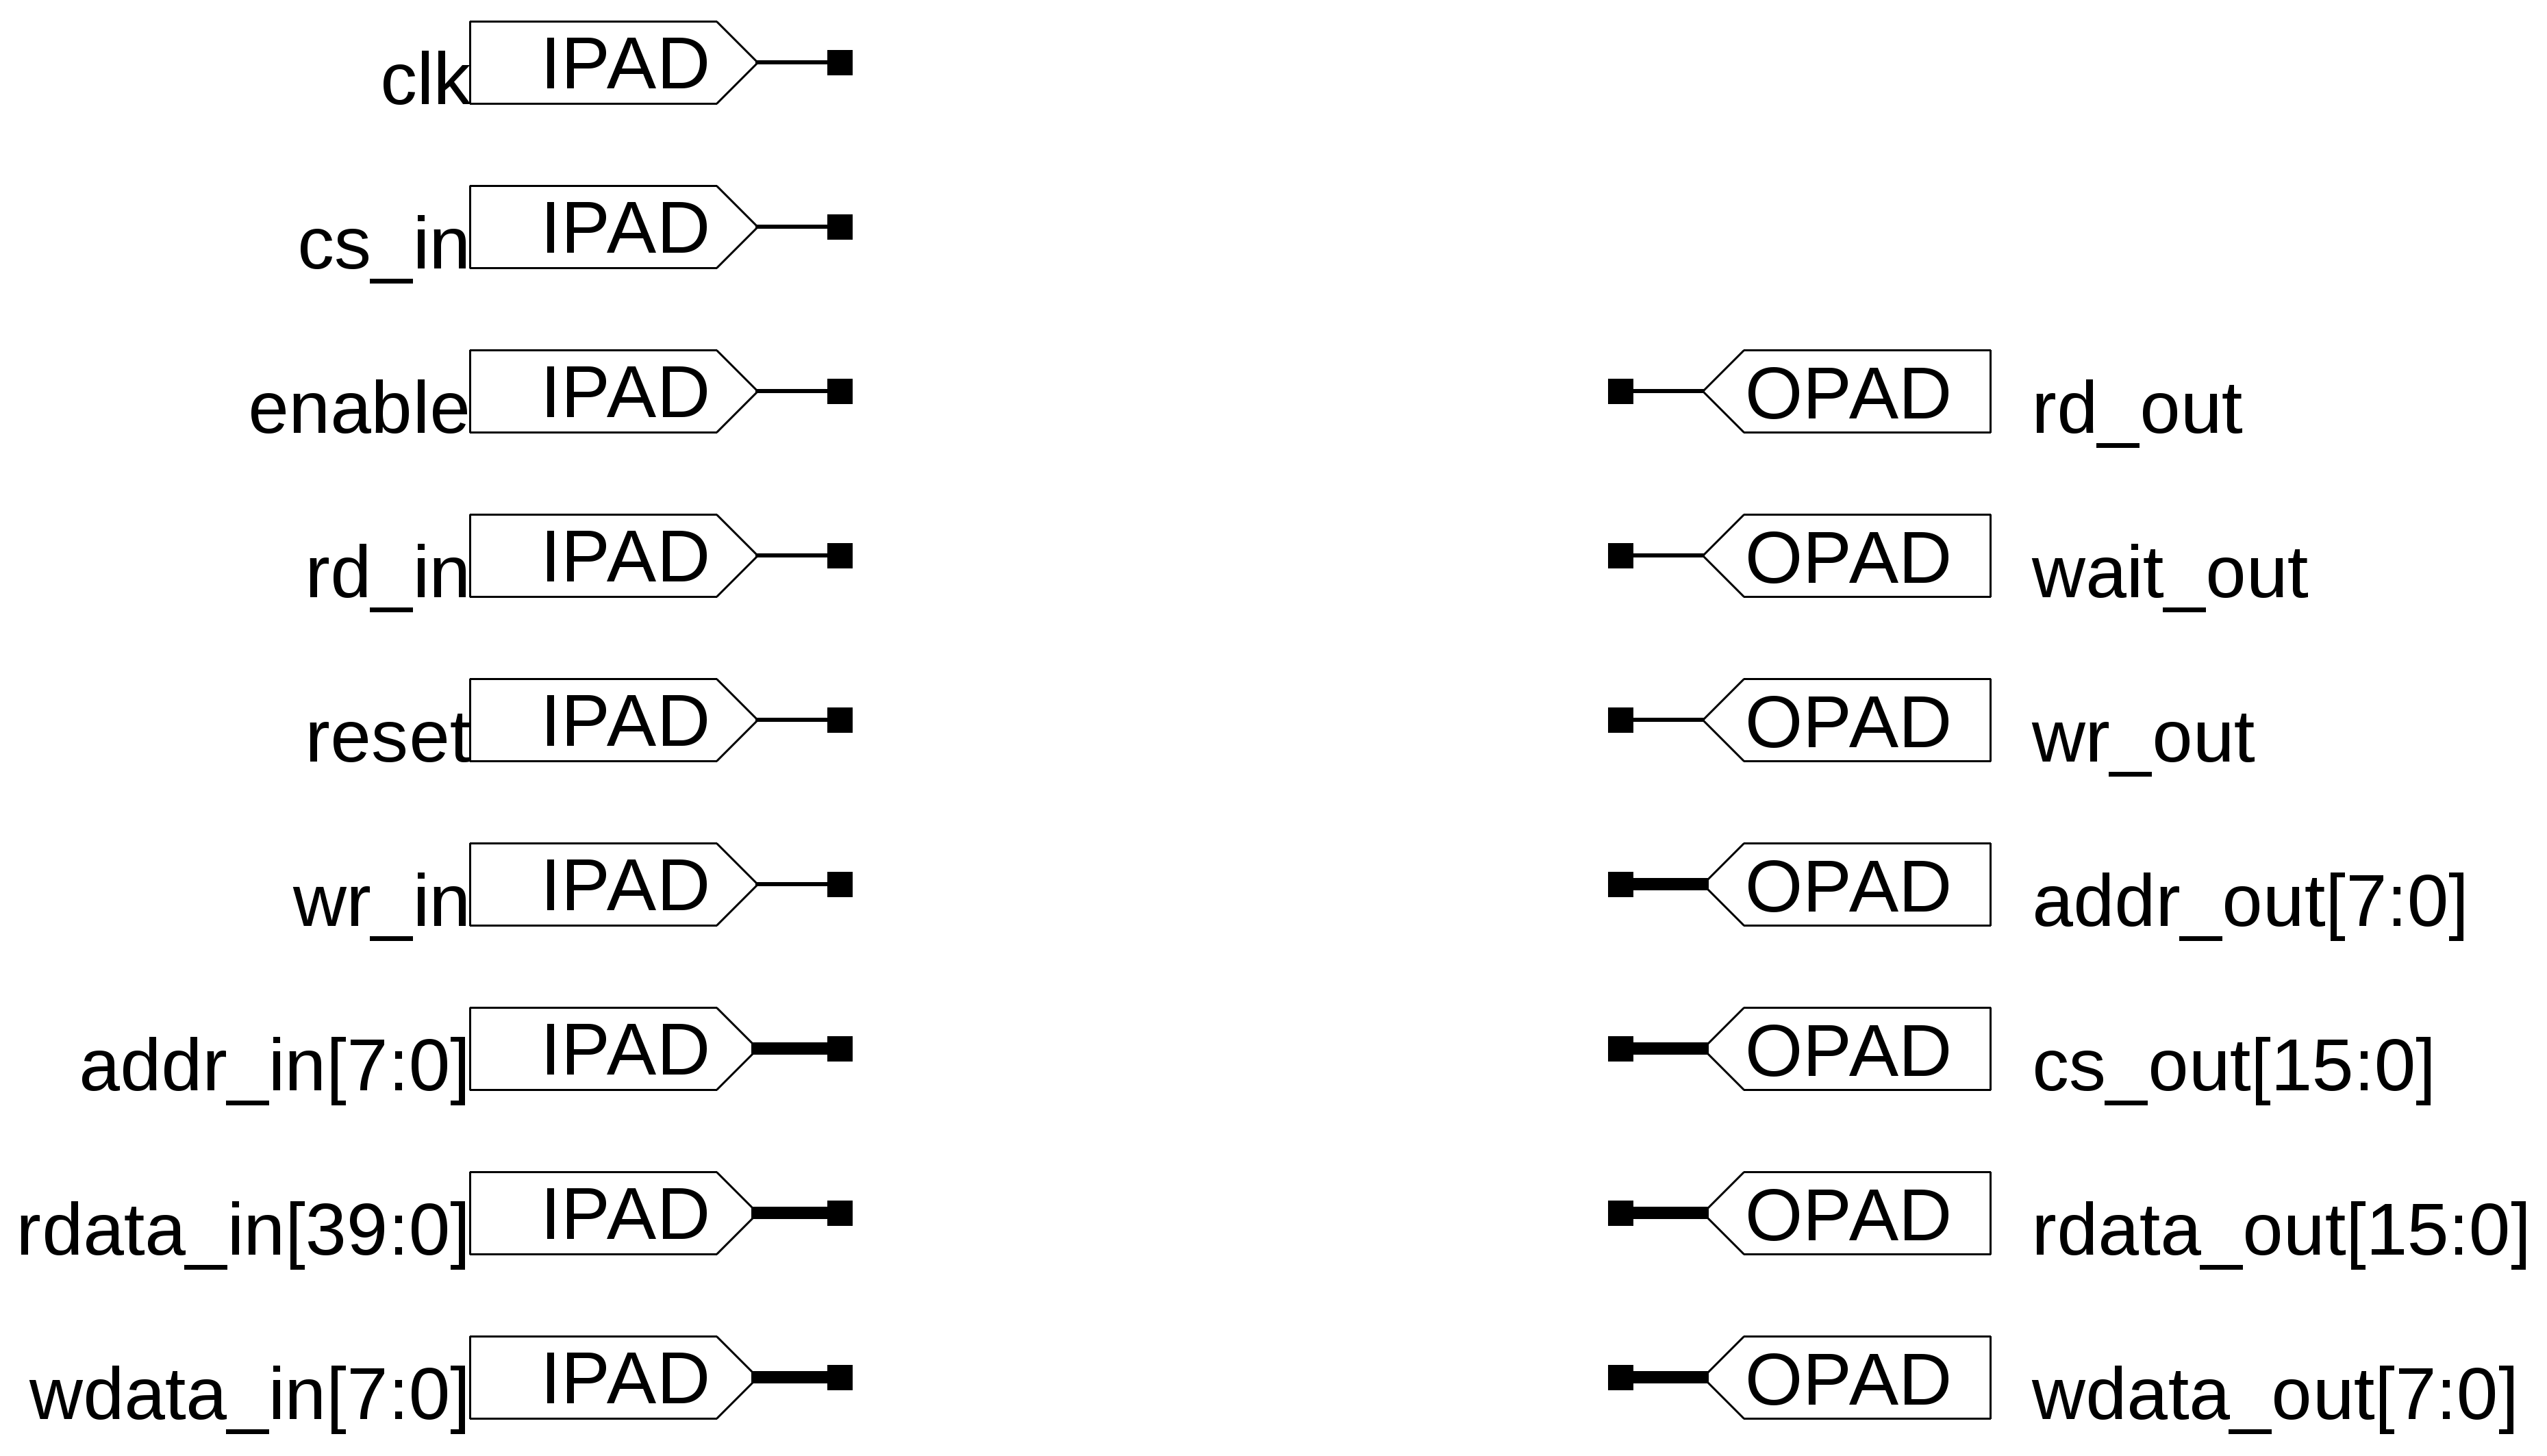 clk IPAD
cs_in IPAD
enable IPAD OPAD rd_out
rd_in IPAD OPAD wait_out
reset IPAD OPAD wr_out
wr_in IPAD OPAD addr_out[7:0]
addr_in[7:0] IPAD OPAD cs_out[15:0]
rdata_in[39:0] IPAD OPAD rdata_out[15:0]
wdata_in[7:0] IPAD OPAD wdata_out[7:0]